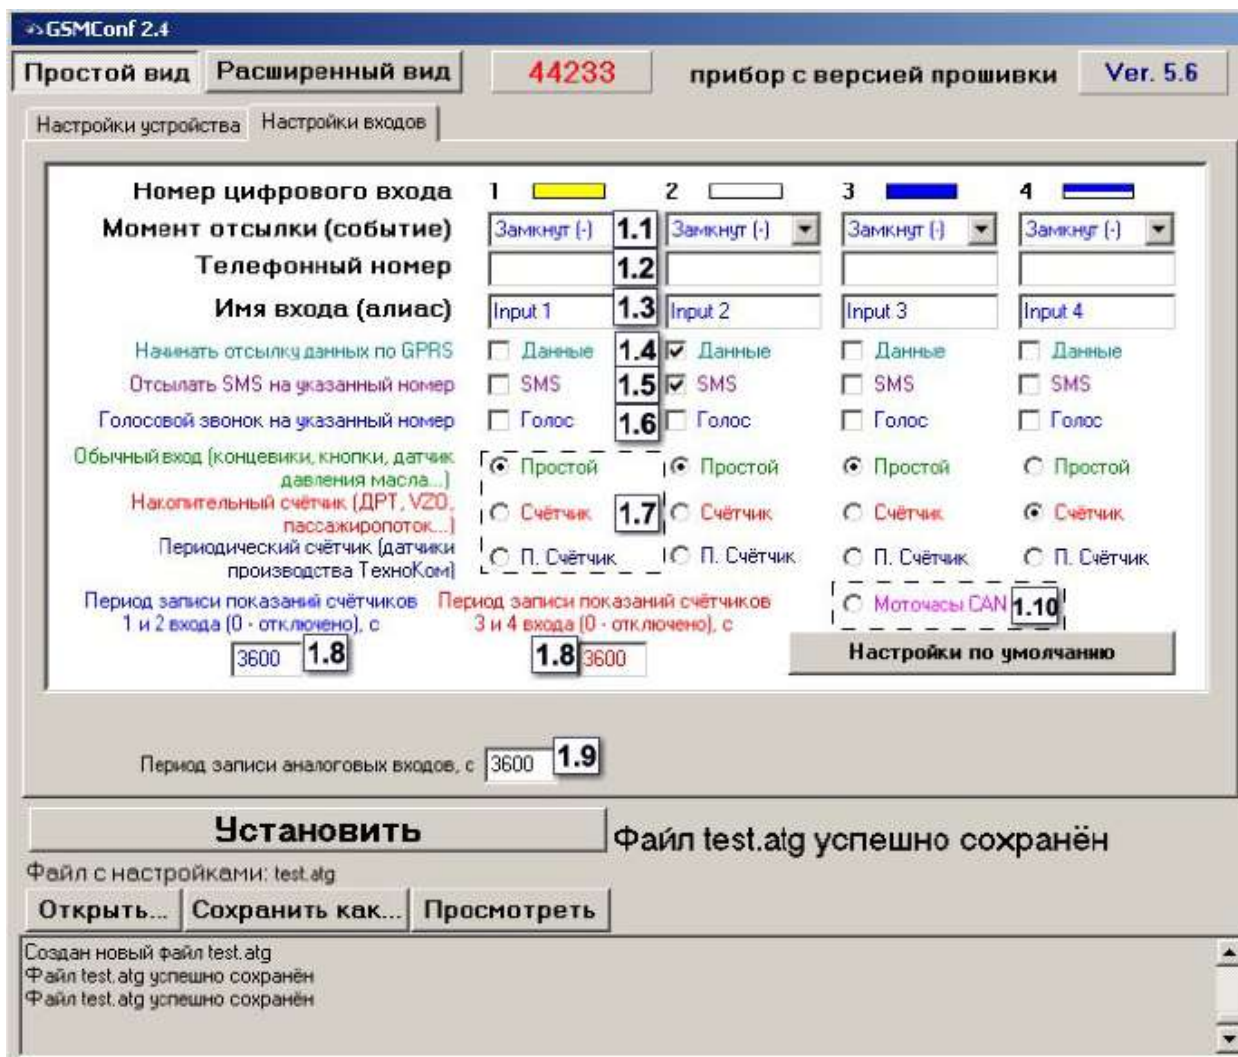 GSMConf 2.4
Простой вид Расширенный вид 44233 прибор с версией прошивки Ver. 5.6
Настройки устройства Настройки входов
Номер цифрового входа 1 2 3 4
Момент отсылки (событие) Замкнут (-) 1.1 Замкнут (-) Замкнут (-) Замкнут (-)
Телефонный номер 1.2
Имя входа (алиас) Input 1 1.3 Input 2 Input 3 Input 4
Начинать отсылку данных по GPRS Данные 1.4 Данные Данные Данные
Отсылать SMS на указанный номер SMS 1.5 SMS SMS SMS
Голосовой звонок на указанный номер Голос 1.6 Голос Голос Голос
Обычный вход (концевики, кнопки, датчик
давления масла...) Простой Простой Простой Простой
Накопительный счётчик (ДРТ, VZO,
пассажиропоток...) Счётчик 1.7 Счётчик Счётчик Счётчик
Периодический счётчик (датчики
производства ТехноКом) П. Счётчик П. Счётчик П. Счётчик П. Счётчик
Период записи показаний счётчиков Период записи показаний счётчиков Моточасы CAN 1.10
1 и 2 входа (0 - отключено), с 3 и 4 входа (0 - отключено), с
3600 1.8 1.8 3600 Настройки по умолчанию
Период записи аналоговых входов, с 3600 1.9
Установить Файл test.atg успешно сохранён
Файл с настройками: test.atg
Открыть... Сохранить как... Просмотреть
Создан новый файл test.atg
Файл test.atg успешно сохранён
Файл test.atg успешно сохранён